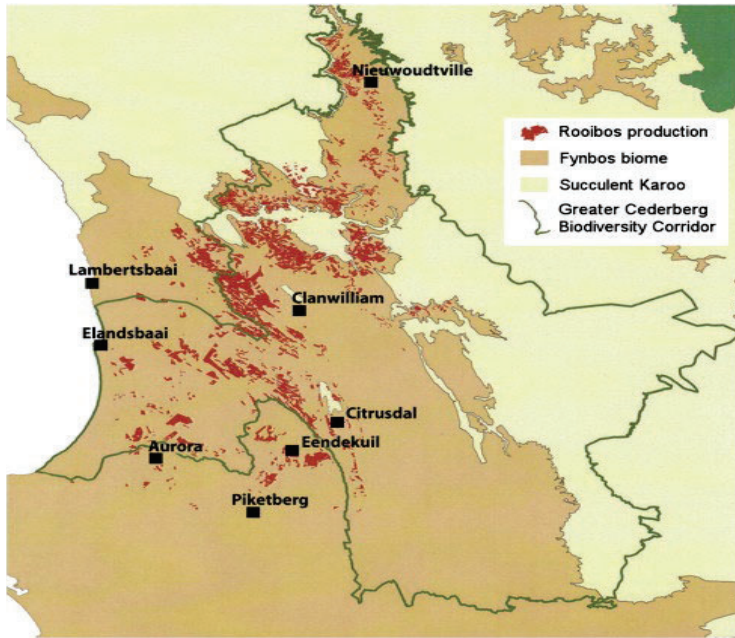 Nieuwoudtville
Rooibos production
Fynbos biome
Succulent Karoo
Greater Cederberg
Biodiversity Corridor
Lambertsbaai
Clanwilliam
Elandsbaai
Citrusdal
Aurora
Eendekuil
Piketberg